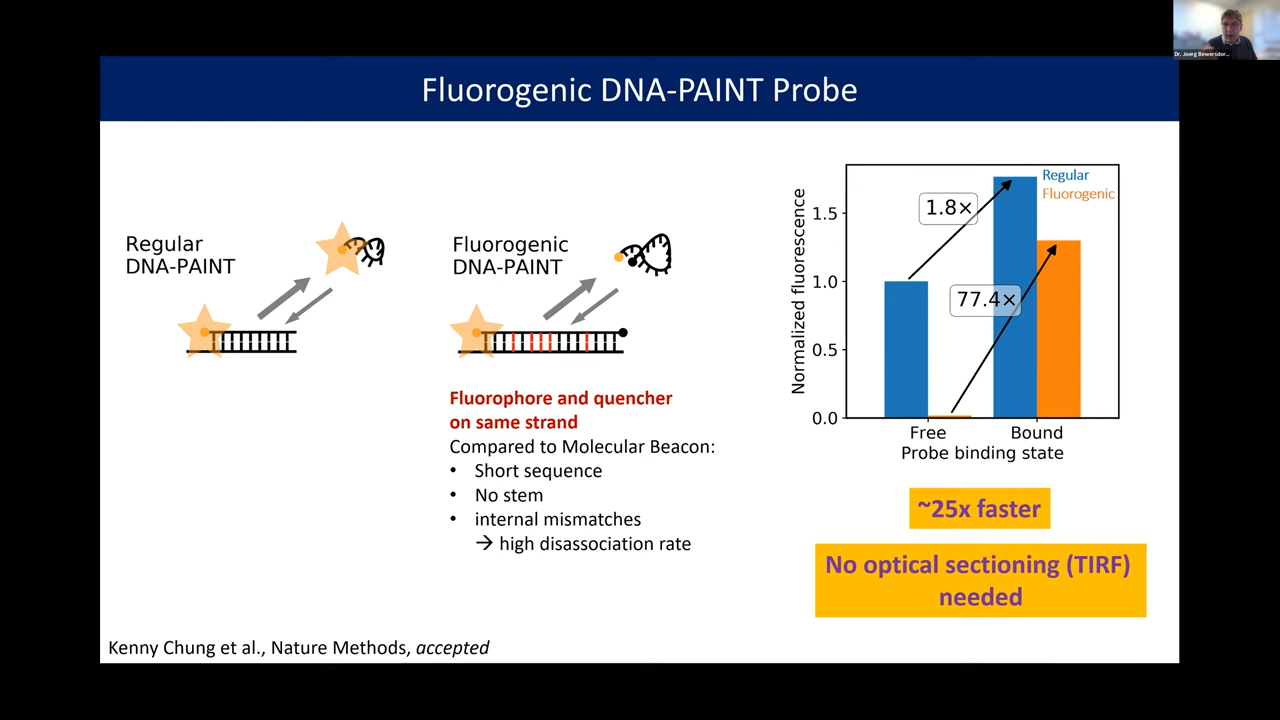 Dr. Joerg Bewersdor...
Fluorogenic DNA-PAINT Probe
Regular
DNA-PAINT
Fluorogenic
DNA-PAINT
Fluorophore and quencher
on same strand
Compared to Molecular Beacon:
• Short sequence
• No stem
• internal mismatches
→ high disassociation rate
Regular
Fluorogenic
1.8×
77.4×
Normalized fluorescence
1.5
1.0
0.5
0.0
Free
Bound
Probe binding state
~25x faster
No optical sectioning (TIRF)
needed
Kenny Chung et al., Nature Methods, accepted